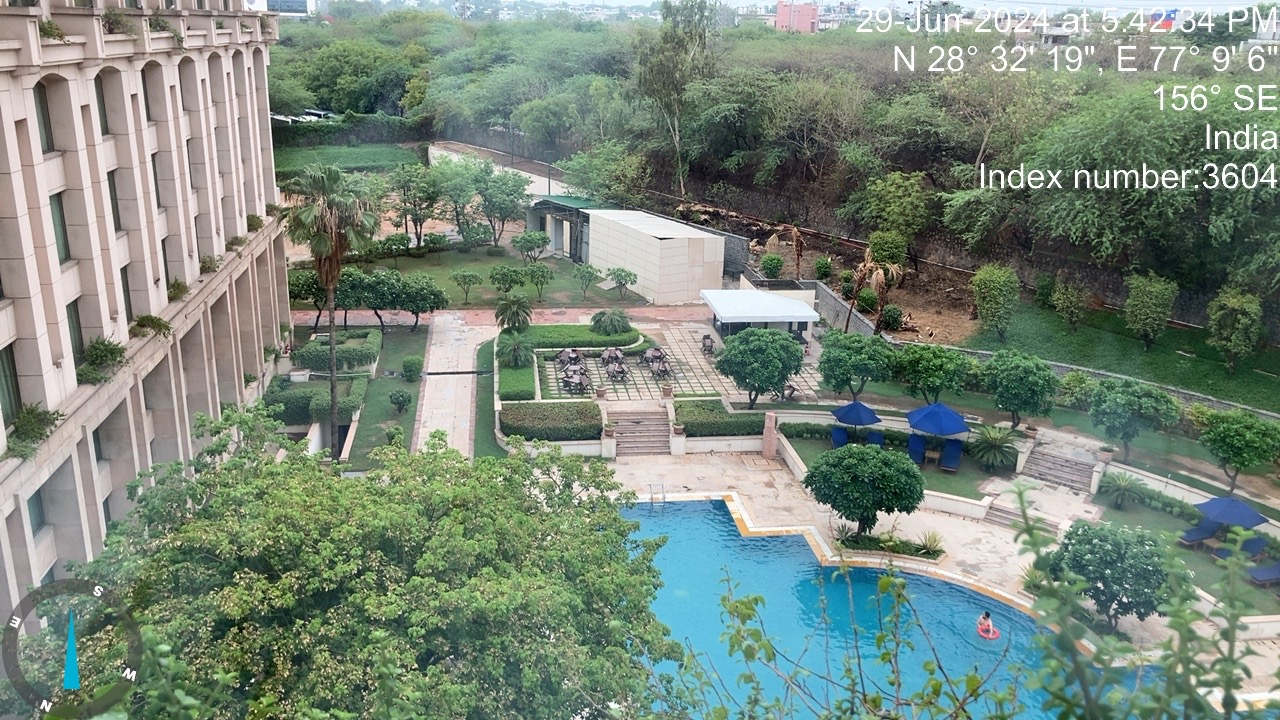 29-Jun-2024 at 5:42:34 PM
N 28° 32' 19", E 77° 9' 6"
156° SE
India
Index number:3604
S
E
W
N